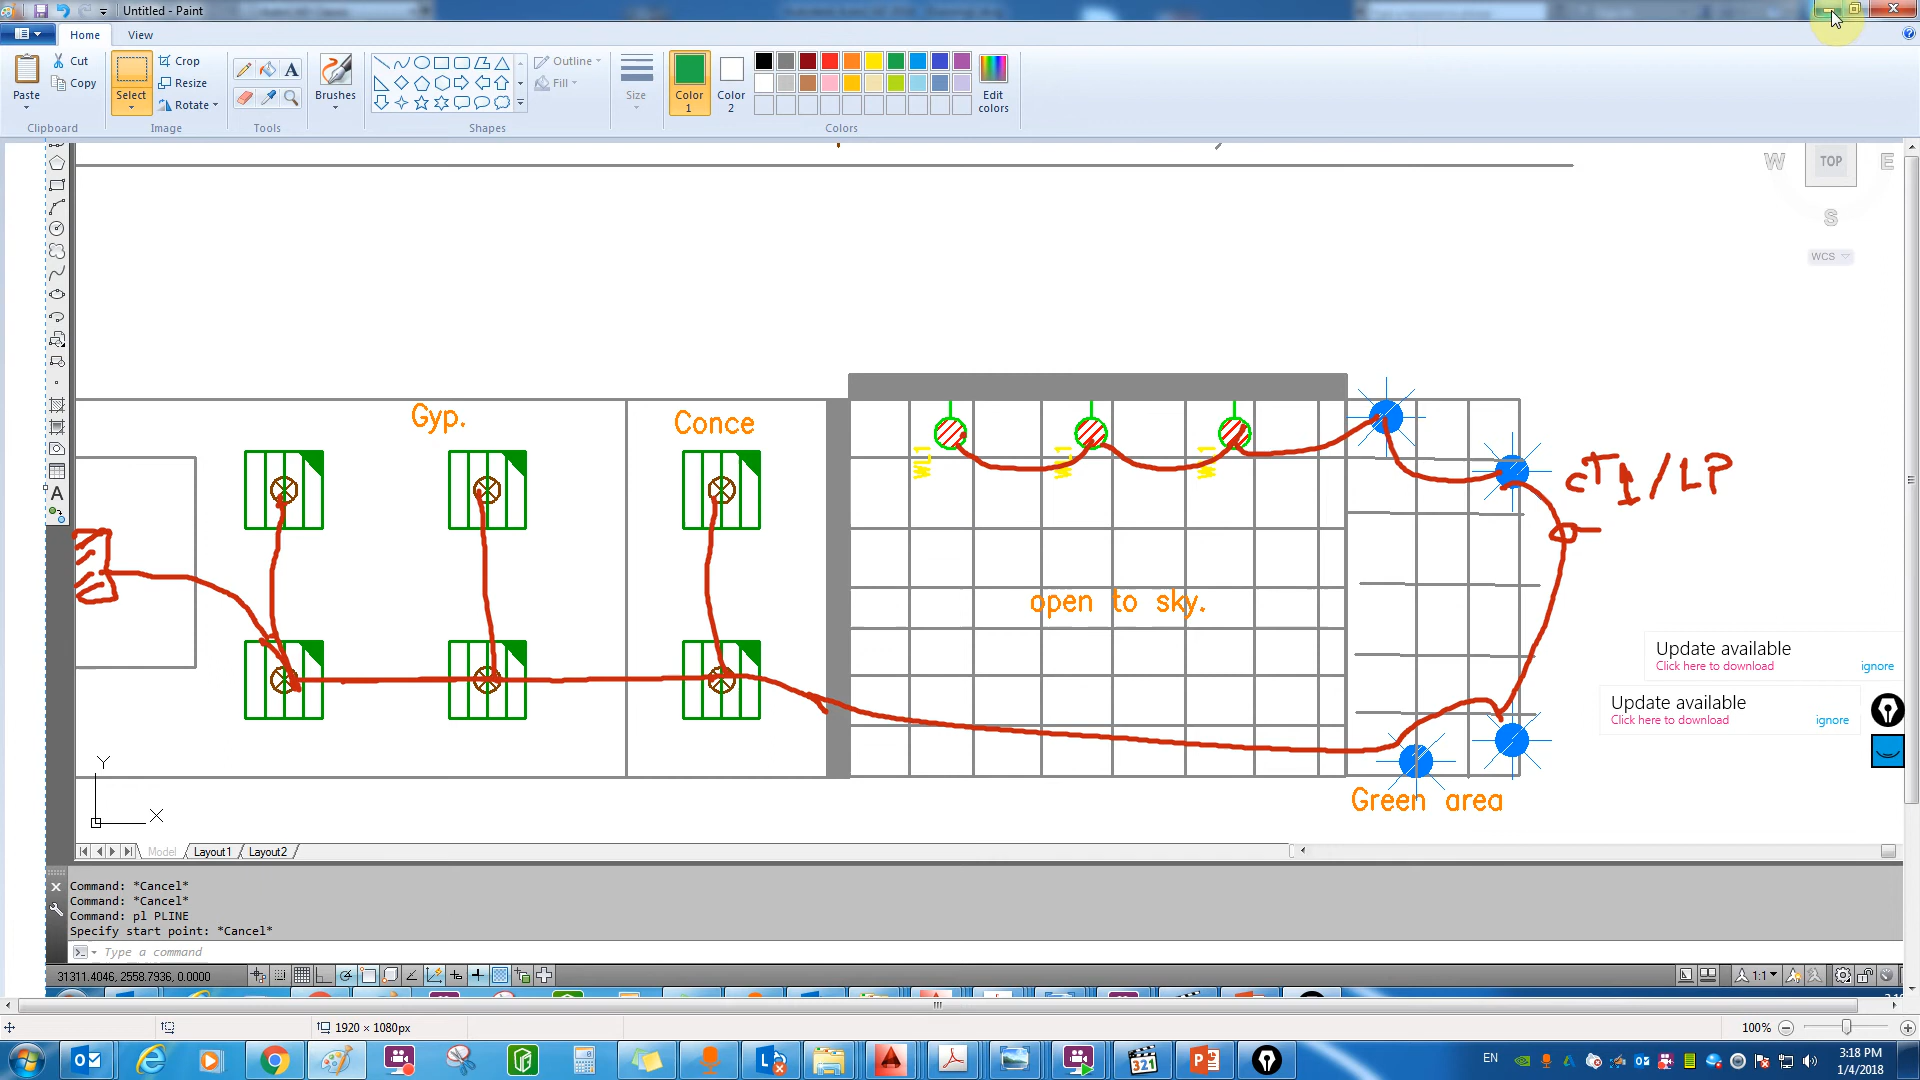 Untitled - Paint
Home View
Paste
Cut
Copy
Clipboard
Select
Crop
Resize
Rotate
Image
Tools
Brushes
Outline
Fill
Shapes
Size
Color 1
Color 2
Edit colors
Colors
W TOP E
S
WCS
Gyp.
Conce
WL1 WL1 WL1
CT1/LP
open to sky.
Update available
Click here to download ignore
Update available
Click here to download ignore
Green area
Y
X
Model Layout1 Layout2
Command: *Cancel*
Command: *Cancel*
Command: pl PLINE
Specify start point: *Cancel*
Type a command
31311.4046, 2558.7936, 0.0000
1:1
1920 × 1080px
100%
EN
3:18 PM
1/4/2018